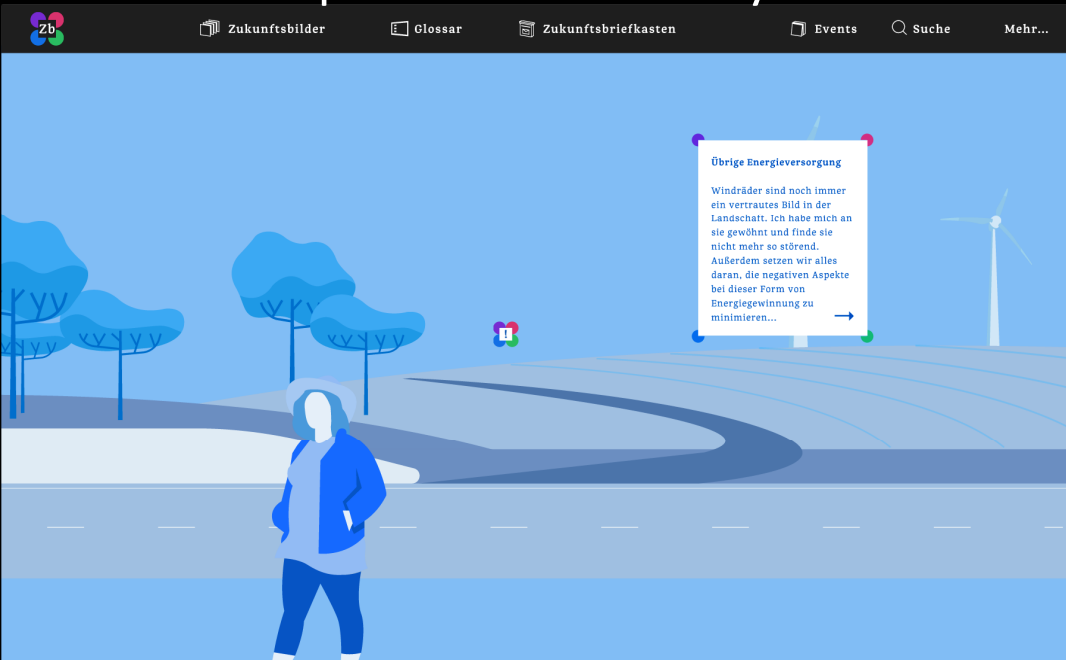 Zb
Zukunftsbilder
Glossar
Zukunftsbriefkasten
Events
Suche
Mehr...
Übrige Energieversorgung
Windräder sind noch immer
ein vertrautes Bild in der
Landschaft. Ich habe mich an
sie gewöhnt und finde sie
nicht mehr so störend.
Außerdem setzen wir alles
daran, die negativen Aspekte
bei dieser Form von
Energiegewinnung zu
minimieren...
!